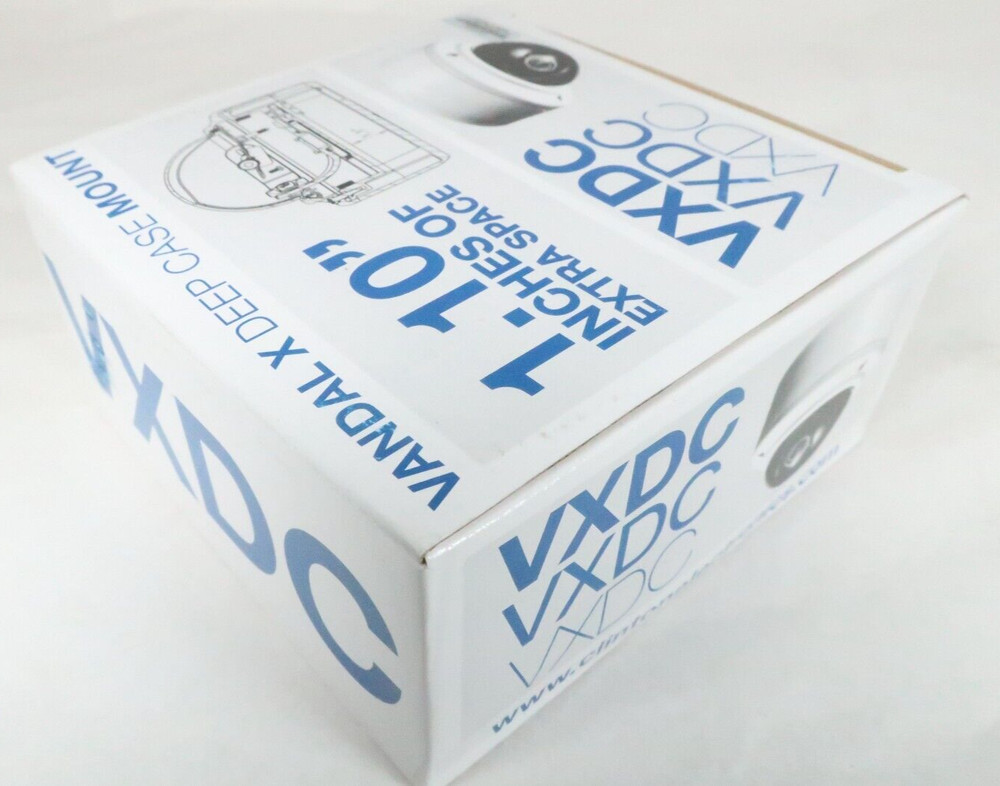 VXDC
VXDC
VXDC
1.10”
INCHES OF
EXTRA SPACE
VANDAL X DEEP CASE MOUNT
VXDC
VXDC
VXDC
VXDC